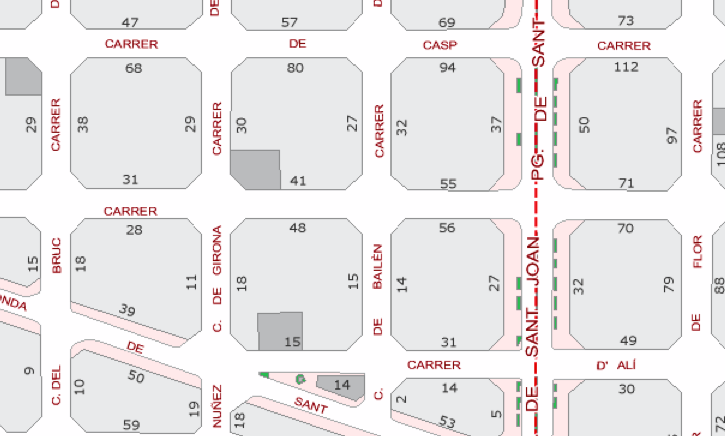 47
57
69
73
CARRER
DE
CASP
CARRER
68
80
94
112
29
CARRER
38
29
CARRER
30
27
CARRER
32
37
50
97
CARRER
108
PG. DE SANT
31
41
55
71
CARRER
28
48
56
70
15
BRUC
18
11
C. DE GIRONA
18
15
DE BAILÈN
14
27
DE SANT JOAN
32
79
DE FLOR
88
39
15
31
49
DE
CARRER
D' ALÍ
9
C. DEL
10
50
59
19
NUÑEZ
18
SANT
14
C.
2
14
53
5
30
72